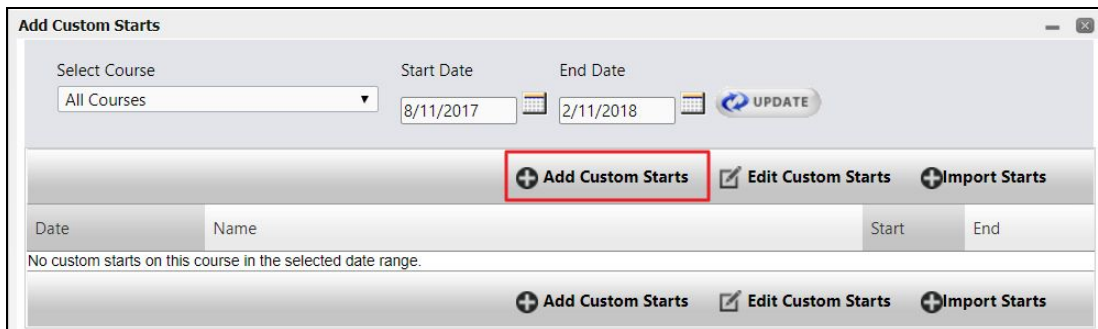 Add Custom Starts
Select Course Start Date End Date
All Courses 8/11/2017 2/11/2018 UPDATE
Add Custom Starts Edit Custom Starts Import Starts
Date Name Start End
No custom starts on this course in the selected date range.
Add Custom Starts Edit Custom Starts Import Starts